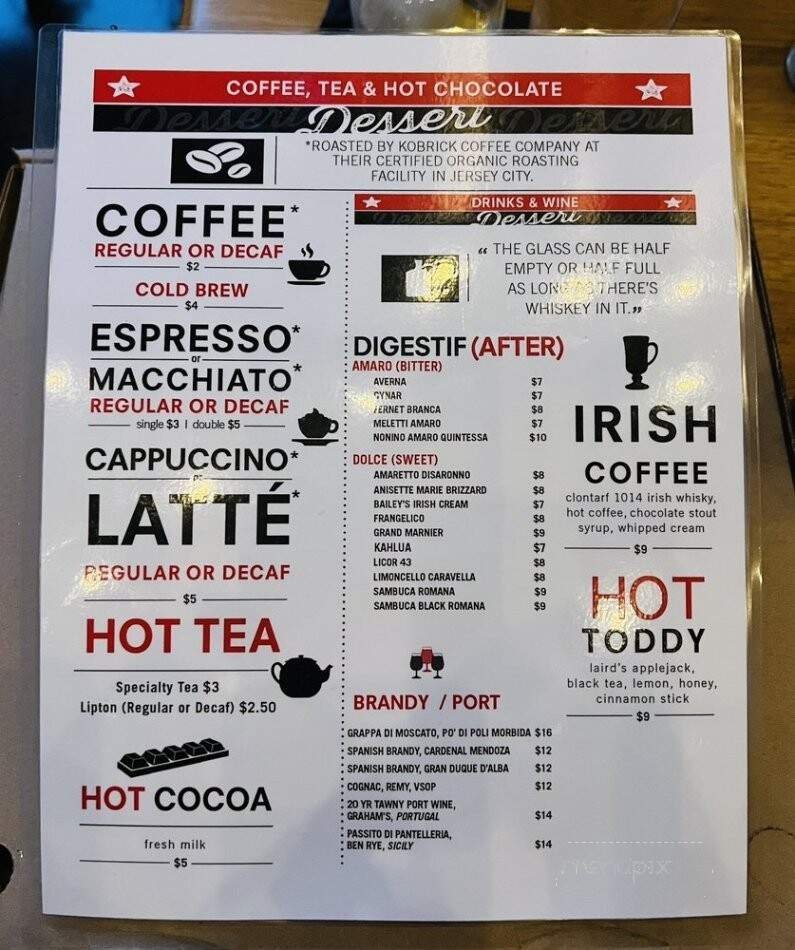 COFFEE, TEA & HOT CHOCOLATE
Dessert Dessert Dessert
*ROASTED BY KOBRICK COFFEE COMPANY AT
THEIR CERTIFIED ORGANIC ROASTING
FACILITY IN JERSEY CITY.
COFFEE*
REGULAR OR DECAF
$2
COLD BREW
$4
ESPRESSO*
or
MACCHIATO*
REGULAR OR DECAF
single $3 | double $5
CAPPUCCINO*
or
LATTÉ*
REGULAR OR DECAF
$5
HOT TEA
Specialty Tea $3
Lipton (Regular or Decaf) $2.50
HOT COCOA
fresh milk
$5
DRINKS & WINE
Dessert Dessert Dessert
“ THE GLASS CAN BE HALF
EMPTY OR HALF FULL
AS LONG AS THERE'S
WHISKEY IN IT.”
DIGESTIF (AFTER)
AMARO (BITTER)
AVERNA $7
CYNAR $7
FERNET BRANCA $8
MELETTI AMARO $7
NONINO AMARO QUINTESSA $10
DOLCE (SWEET)
AMARETTO DISARONNO $8
ANISETTE MARIE BRIZZARD $8
BAILEY'S IRISH CREAM $7
FRANGELICO $8
GRAND MARNIER $9
KAHLUA $7
LICOR 43 $8
LIMONCELLO CARAVELLA $8
SAMBUCA ROMANA $9
SAMBUCA BLACK ROMANA $9
BRANDY / PORT
GRAPPA DI MOSCATO, PO' DI POLI MORBIDA $16
SPANISH BRANDY, CARDENAL MENDOZA $12
SPANISH BRANDY, GRAN DUQUE D'ALBA $12
COGNAC, REMY, VSOP $12
20 YR TAWNY PORT WINE,
GRAHAM'S, PORTUGAL $14
PASSITO DI PANTELLERIA,
BEN RYE, SICILY $14
IRISH
COFFEE
clontarf 1014 irish whisky,
hot coffee, chocolate stout
syrup, whipped cream
$9
HOT
TODDY
laird's applejack,
black tea, lemon, honey,
cinnamon stick
$9
menupix